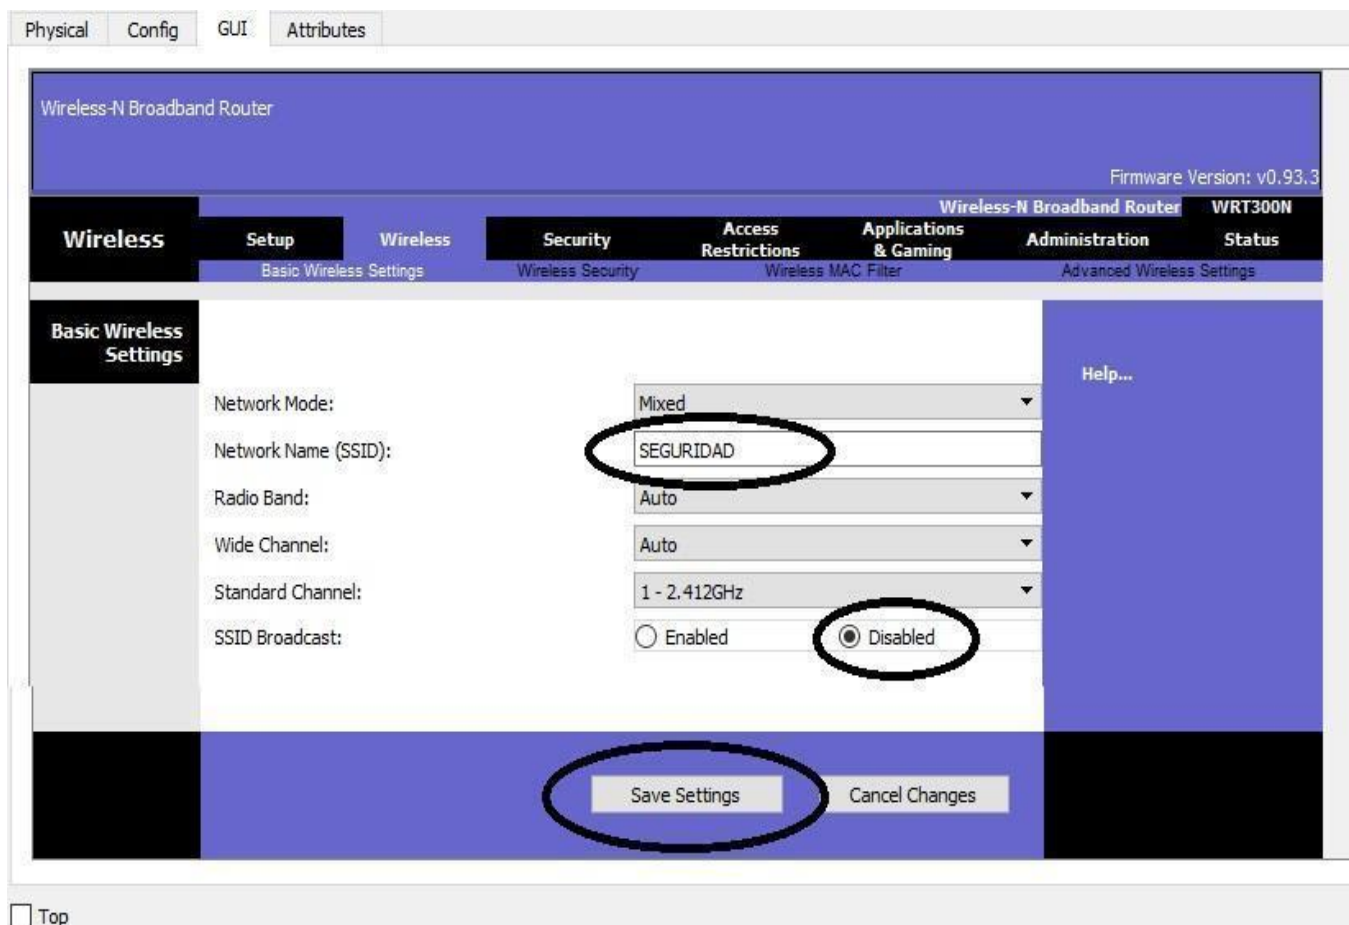 Physical Config GUI Attributes
Wireless-N Broadband Router
Firmware Version: v0.93.3
Wireless-N Broadband Router WRT300N
Wireless Setup Wireless Security Access Restrictions Applications & Gaming Administration Status
Basic Wireless Settings Wireless Security Wireless MAC Filter Advanced Wireless Settings
Basic Wireless
Settings
Help...
Network Mode: Mixed
Network Name (SSID): SEGURIDAD
Radio Band: Auto
Wide Channel: Auto
Standard Channel: 1 - 2.412GHz
SSID Broadcast: Enabled Disabled
Save Settings Cancel Changes
Top